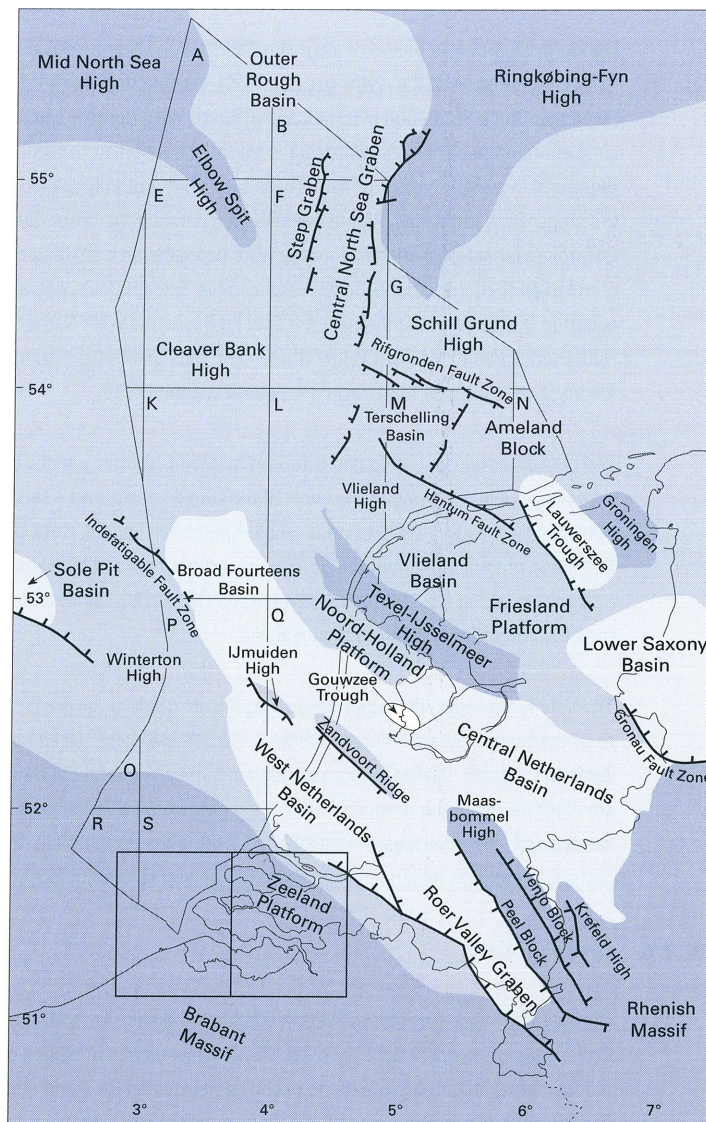 Mid North Sea
High
A
Outer
Rough
Basin
Ringkøbing-Fyn
High
B
55°
E
Elbow Spit
High
F
Step Graben
Central North Sea Graben
G
Schill Grund
High
Cleaver Bank
High
Rifgronden Fault Zone
54°
K
L
M
N
Terschelling
Basin
Ameland
Block
Vlieland
High
Hantum Fault Zone
Lauwerszee
Trough
Groningen
High
Indefatigable Fault Zone
Sole Pit
Basin
Broad Fourteens
Basin
Vlieland
Basin
53°
P
Q
Texel-IJsselmeer
High
Friesland
Platform
Noord-Holland
Platform
Lower Saxony
Basin
Winterton
High
IJmuiden
High
Gouwzee
Trough
Zandvoort Ridge
Central Netherlands
Basin
Gronau Fault Zone
O
West Netherlands
Basin
Maas-
bommel
High
52°
R
S
Zeeland
Platform
Roer Valley Graben
Peel Block
Venlo Block
Krefeld High
Rhenish
Massif
51°
Brabant
Massif
3°
4°
5°
6°
7°